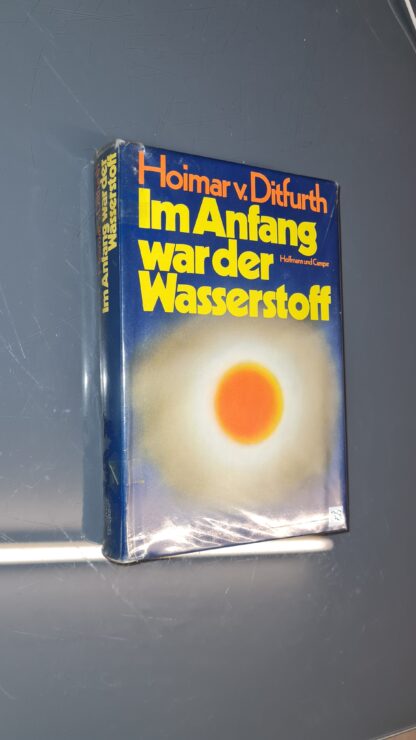 Hoimar v. Ditfurth
Im Anfang
war der
Hoffmann und Campe
Wasserstoff
Im Anfang war der
Wasserstoff